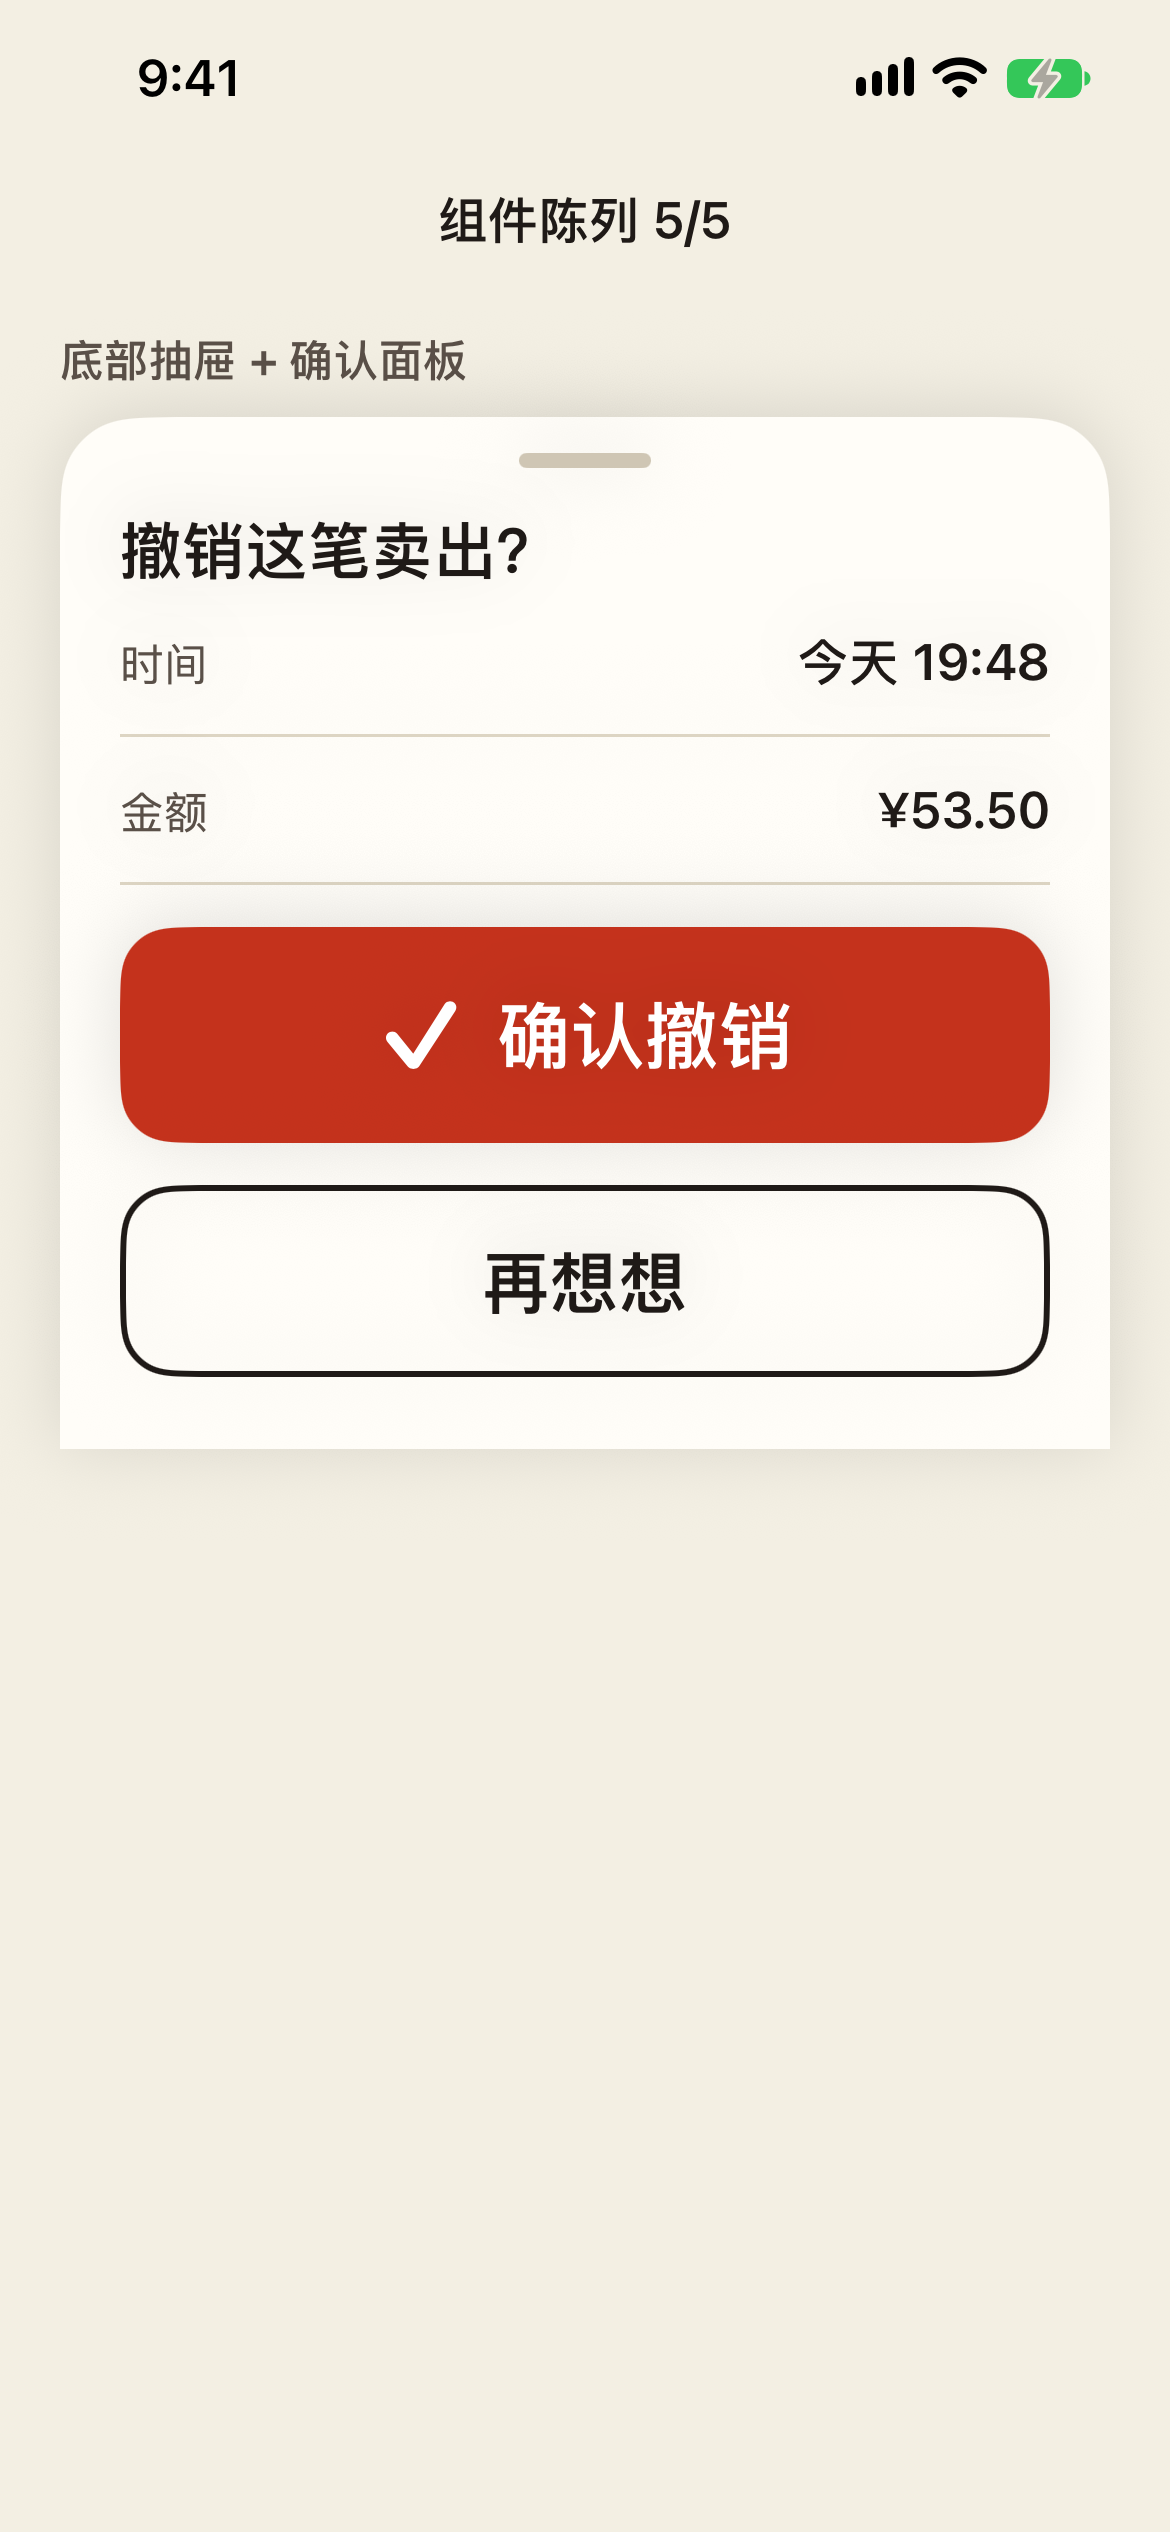 9:41
组件陈列 5/5
底部抽屉 + 确认面板
撤销这笔卖出?
时间 今天 19:48
金额 ¥53.50
确认撤销
再想想